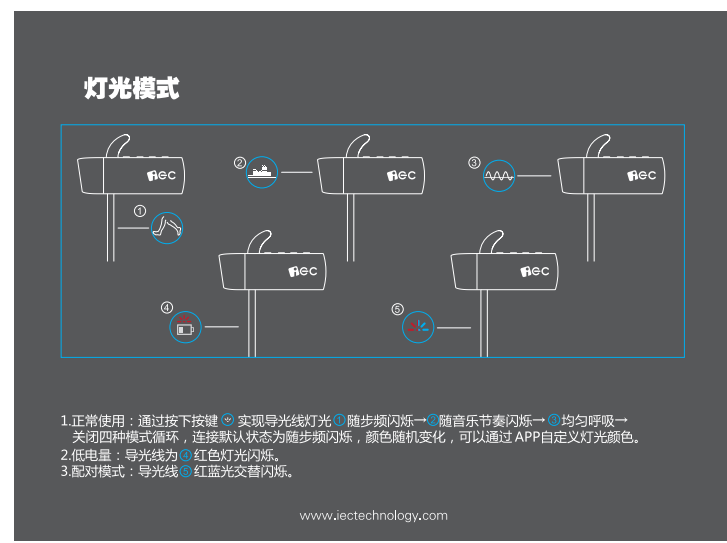 灯光模式
iec
② iec
③ iec
①
iec
iec
④
⑤
1.正常使用：通过按下按键 实现导光线灯光①随步频闪烁→②随音乐节奏闪烁→③均匀呼吸→
关闭四种模式循环，连接默认状态为随步频闪烁，颜色随机变化，可以通过APP自定义灯光颜色。
2.低电量：导光线为④红色灯光闪烁。
3.配对模式：导光线⑤红蓝光交替闪烁。
www.iectechnology.com